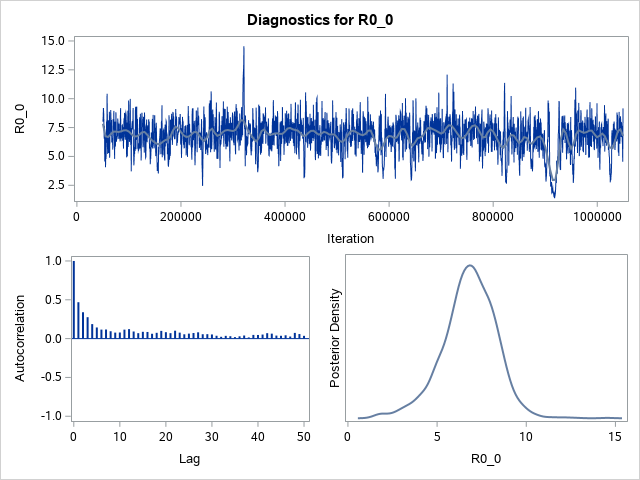 Diagnostics for R0_0
15.0
12.5
10.0
7.5
5.0
2.5
R0_0
0 200000 400000 600000 800000 1000000
Iteration
1.0
0.5
0.0
-0.5
-1.0
Autocorrelation
0 10 20 30 40 50
Lag
Posterior Density
0 5 10 15
R0_0